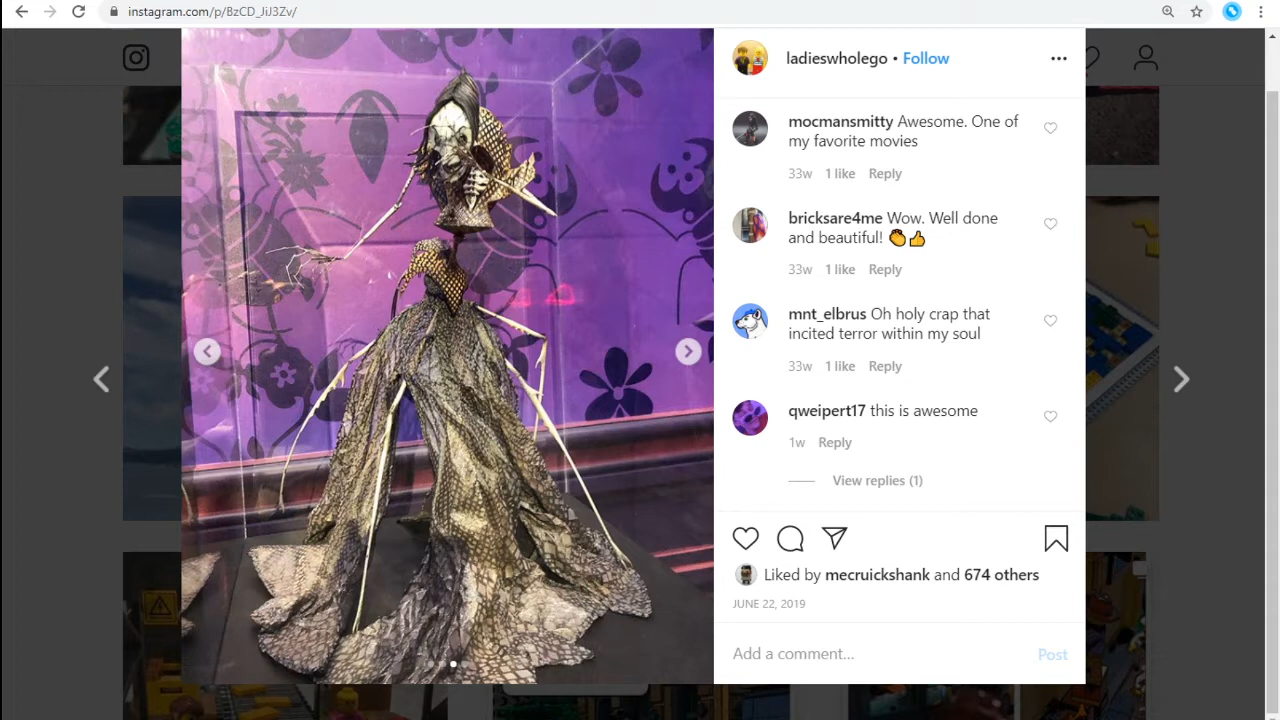 instagram.com/p/BzCD_JiJ3Zv/
ladieswholego • Follow
mocmansmitty Awesome. One of
my favorite movies
33w 1 like Reply
bricksare4me Wow. Well done
and beautiful! 👏👍
33w 1 like Reply
mnt_elbrus Oh holy crap that
incited terror within my soul
33w 1 like Reply
qweipert17 this is awesome
1w Reply
View replies (1)
Liked by mecruickshank and 674 others
JUNE 22, 2019
Add a comment... Post